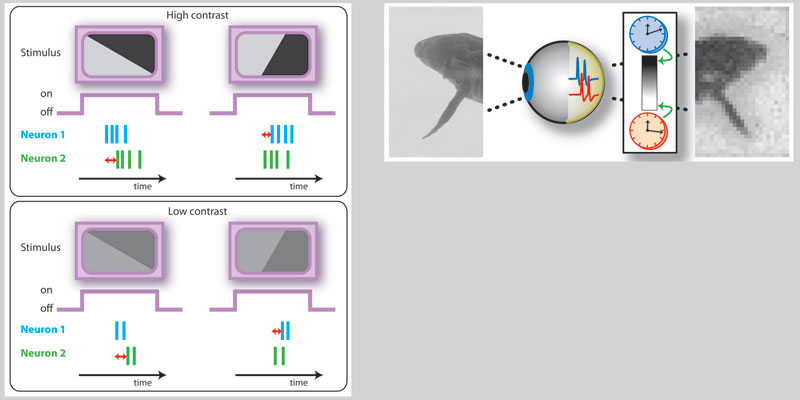 High contrast
Stimulus
on
off
Neuron 1
Neuron 2
time
time
Low contrast
Stimulus
on
off
Neuron 1
Neuron 2
time
time